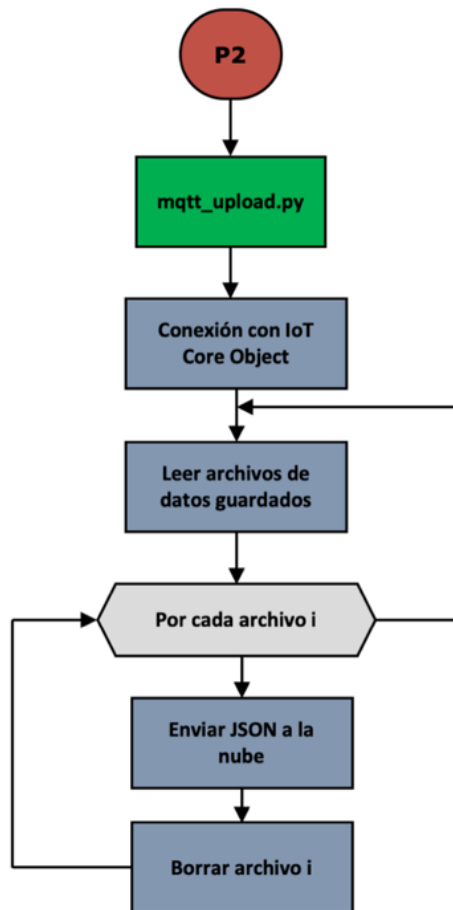 P2
mqtt_upload.py
Conexión con IoT
Core Object
Leer archivos de
datos guardados
Por cada archivo i
Enviar JSON a la
nube
Borrar archivo i